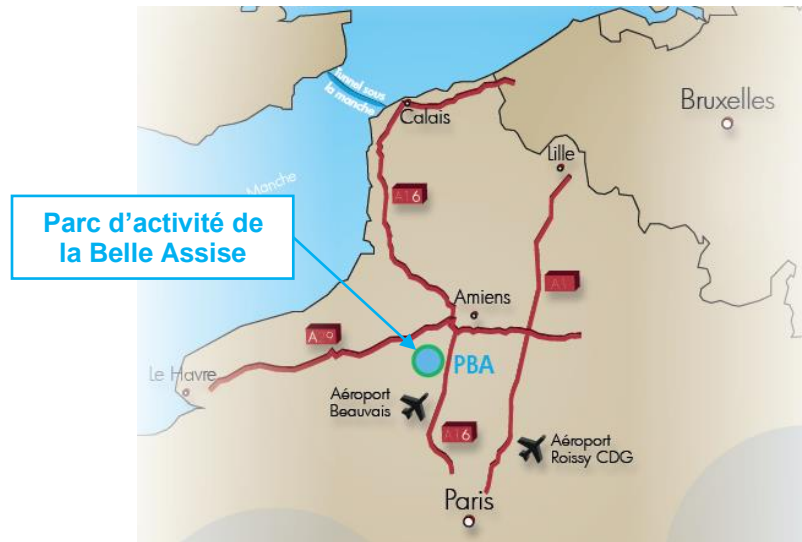 Tunnel sous
la manche
Calais
Bruxelles
Lille
Manche
A16
Parc d'activité de
la Belle Assise
A1
Amiens
PBA
Le Havre
Aéroport
Beauvais
A16
Aéroport
Roissy CDG
Paris